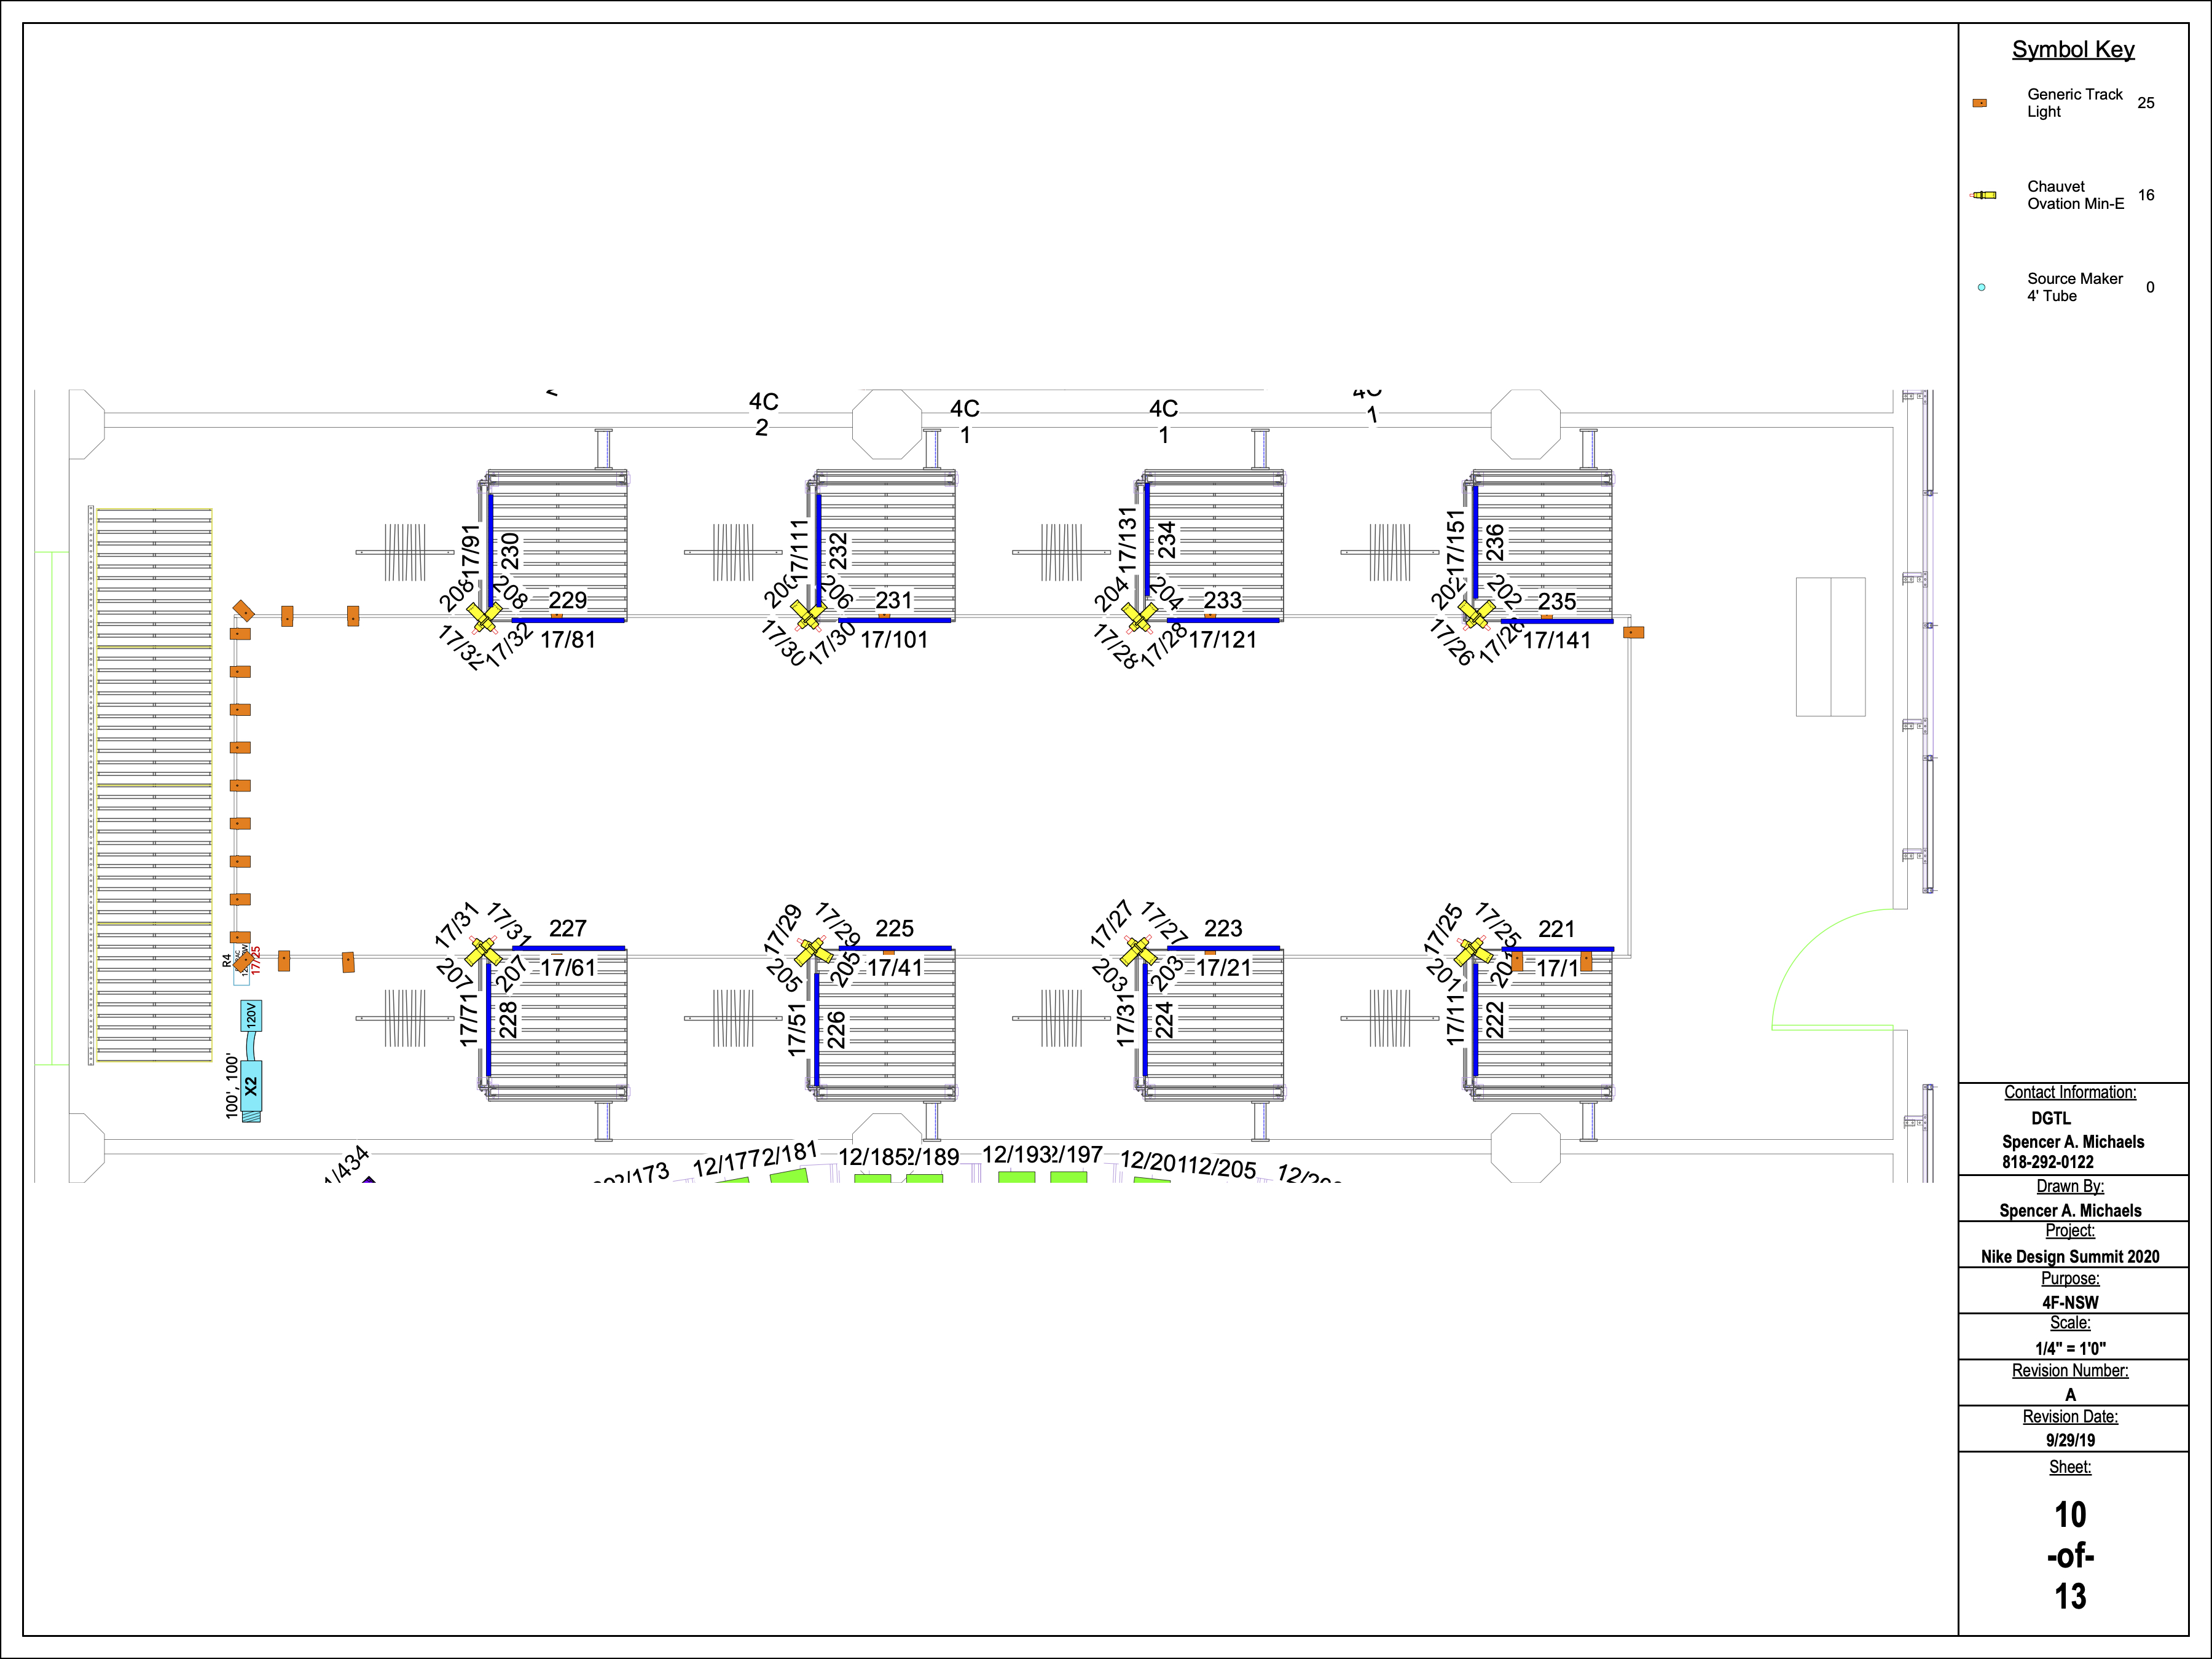 Symbol Key
Generic Track
Light
25
Chauvet
Ovation Min-E
16
Source Maker
4' Tube
0
4C
2
4C
1
4C
1
4C
1
17/91
230
208
208
229
17/32
17/32
17/81
17/111
232
206
231
17/30
17/30
17/101
17/131
234
204
204
233
17/28
17/28
17/121
17/151
236
202
202
235
17/26
17/26
17/141
17/31
17/31
227
207
207
17/61
17/71
228
17/29
17/29
225
205
205
17/41
17/51
226
17/27
17/27
223
203
203
17/21
17/31
224
17/25
17/25
221
201
201
17/1
17/11
222
R4
17/25
120V
X2
100', 100'
1/434
2/173
12/177
2/181
12/185
2/189
12/193
2/197
12/201
12/205
Contact Information:
DGTL
Spencer A. Michaels
818-292-0122
Drawn By:
Spencer A. Michaels
Project:
Nike Design Summit 2020
Purpose:
4F-NSW
Scale:
1/4" = 1'0"
Revision Number:
A
Revision Date:
9/29/19
Sheet:
10
-of-
13